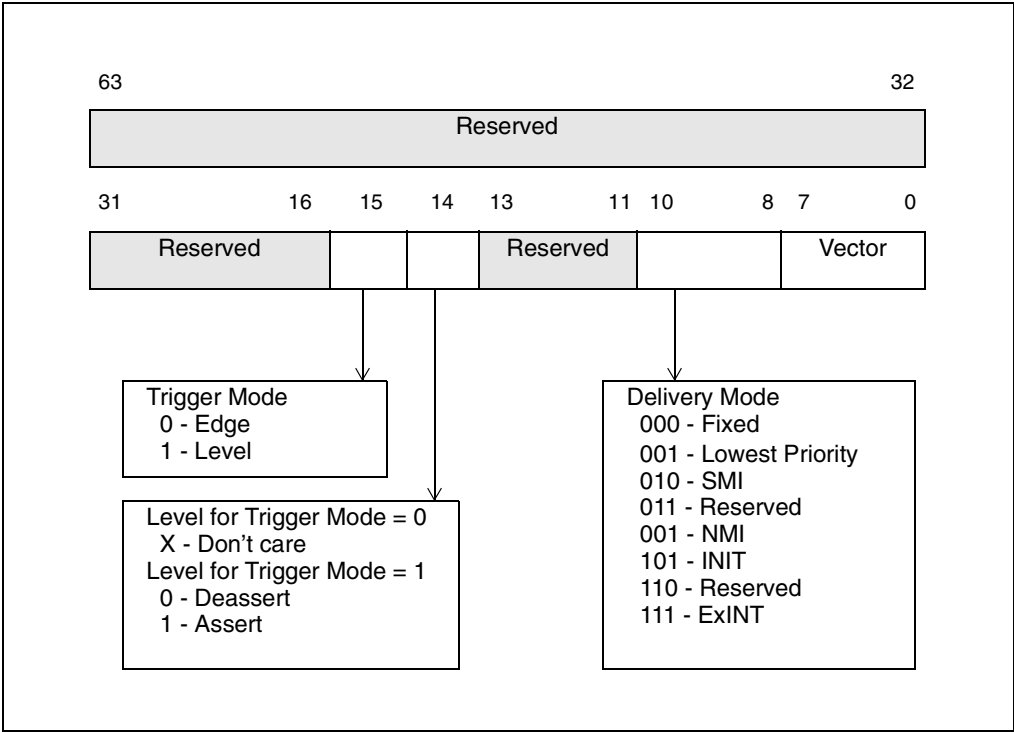 63 32
Reserved
31 16 15 14 13 11 10 8 7 0
Reserved Reserved Vector
Trigger Mode
0 - Edge
1 - Level
Level for Trigger Mode = 0
X - Don't care
Level for Trigger Mode = 1
0 - Deassert
1 - Assert
Delivery Mode
000 - Fixed
001 - Lowest Priority
010 - SMI
011 - Reserved
001 - NMI
101 - INIT
110 - Reserved
111 - ExINT